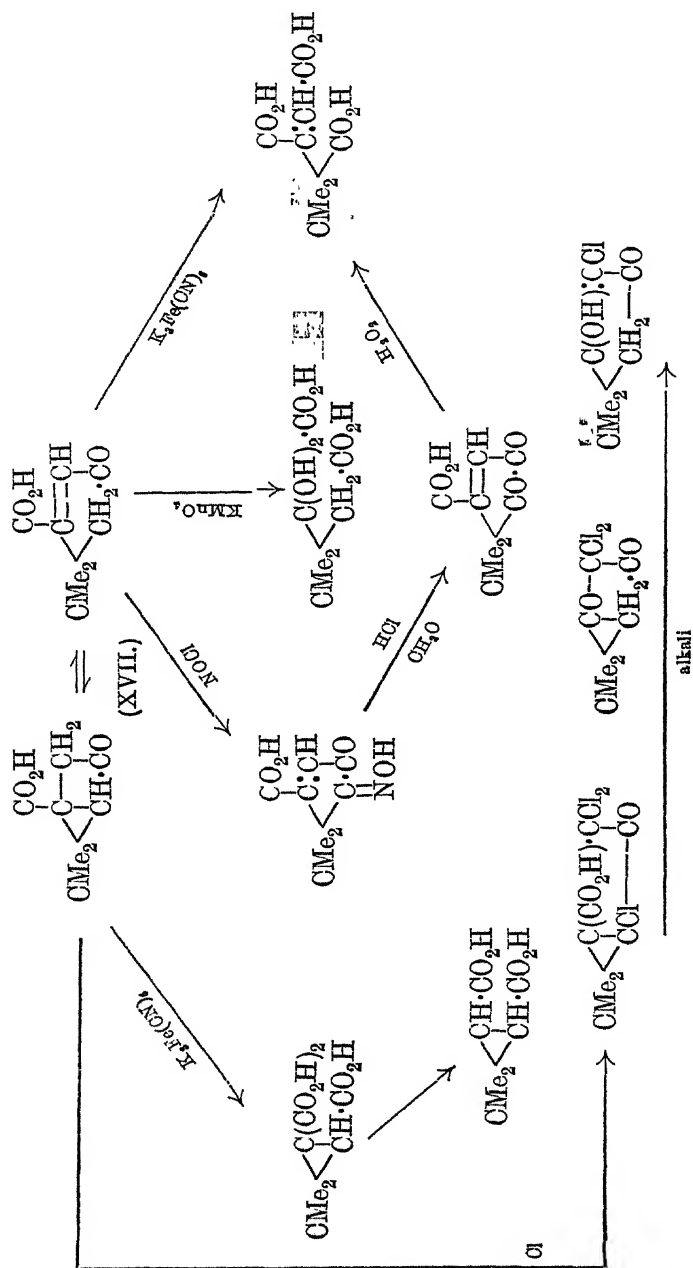 CO₂H
C—CH₂
CMe₂
CH·CO
⇌
(XVII.)
CO₂H
C══CH
CMe₂
CH₂·CO
K₃Fe(CN)₆
NOCl
KMnO₄
K₃Fe(CN)₆
C(CO₂H)₂
CMe₂
CH·CO₂H
CO₂H
C:CH
CMe₂
C·CO
NOH
C(OH)₂·CO₂H
CMe₂
CH₂·CO₂H
CO₂H
C:CH·CO₂H
CMe₂
CO₂H
HCl
CH₂O
H₂O₂
CH·CO₂H
CMe₂
CH·CO₂H
CO₂H
C══CH
CMe₂
CO·CO
Cl
C(CO₂H)·CCl₂
CMe₂
CCl——CO
CO—CCl₂
CMe₂
CH₂·CO
C(OH):CCl
CMe₂
CH₂——CO
alkali